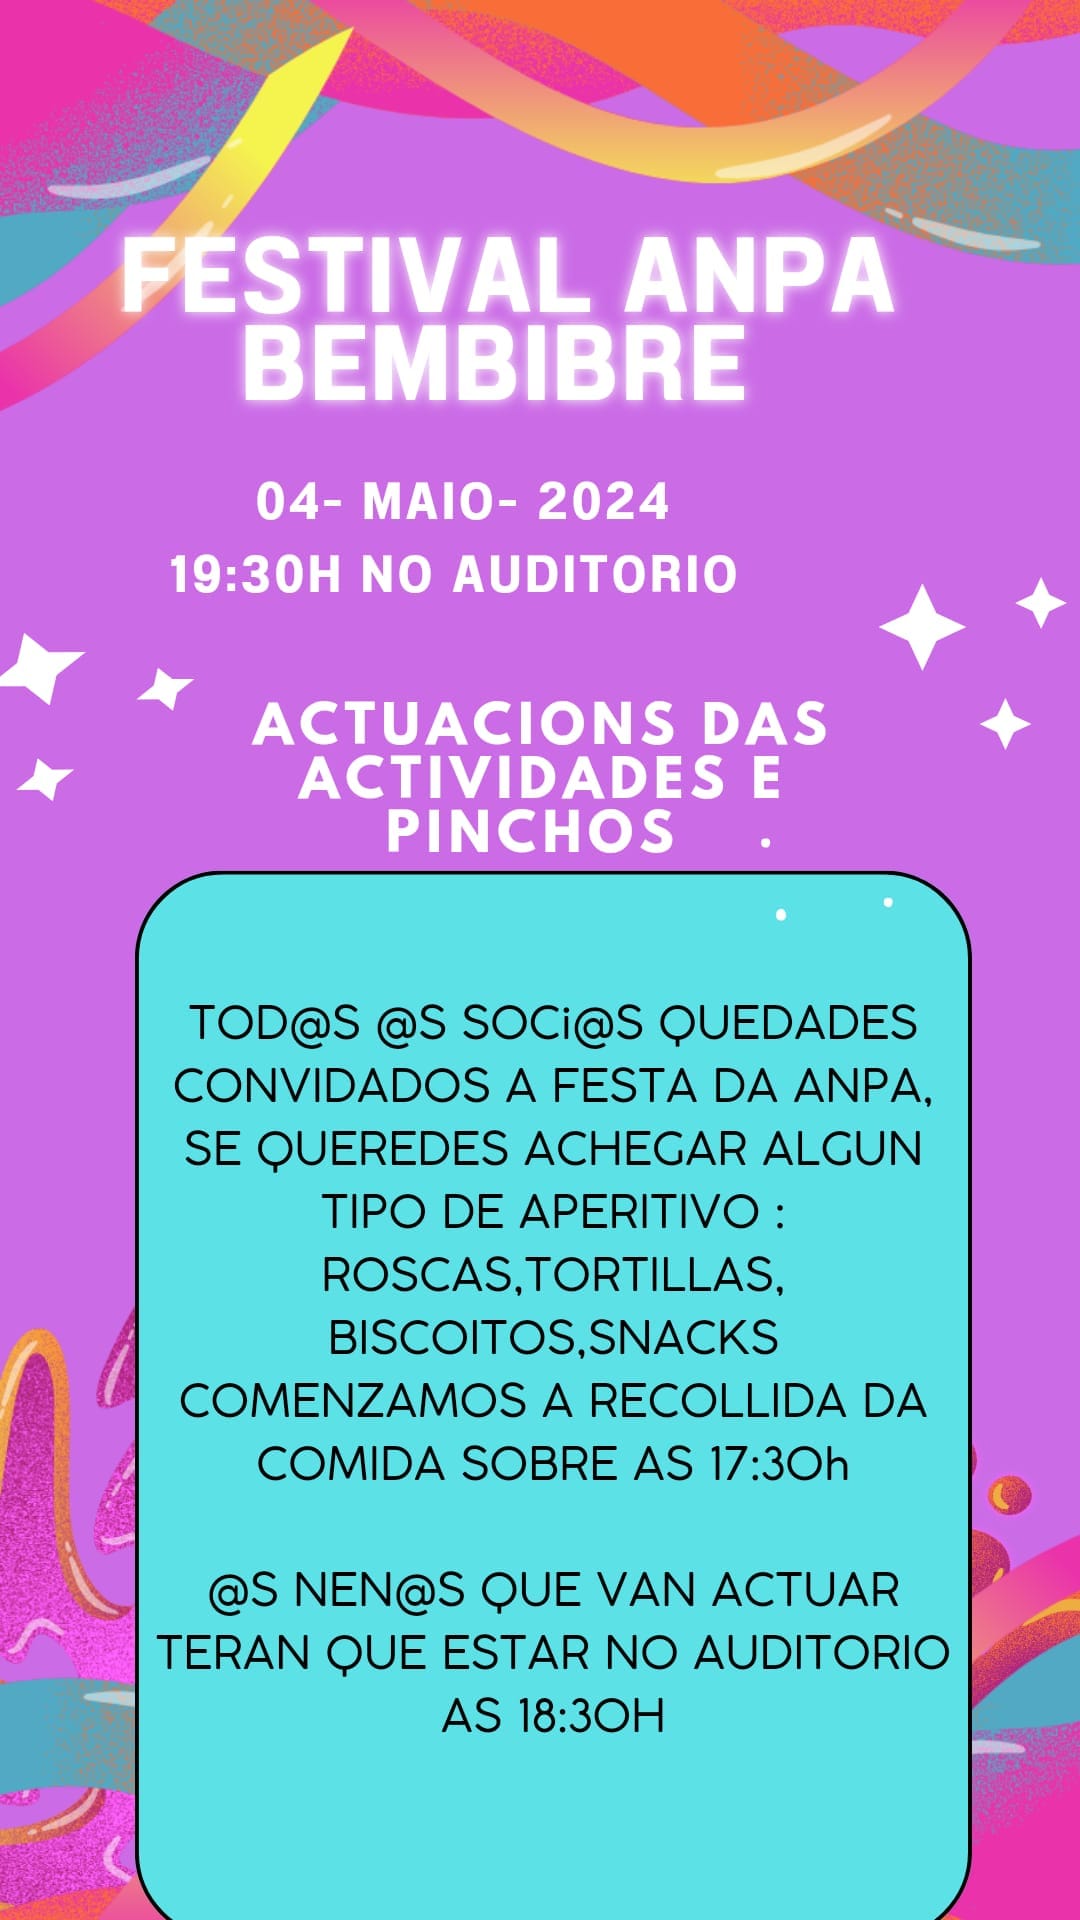 FESTIVAL ANPA
BEMBIBRE
04- MAIO- 2024
19:30H NO AUDITORIO
ACTUACIONS DAS
ACTIVIDADES E
PINCHOS
TOD@S @S SOCi@S QUEDADES
CONVIDADOS A FESTA DA ANPA,
SE QUEREDES ACHEGAR ALGUN
TIPO DE APERITIVO :
ROSCAS,TORTILLAS,
BISCOITOS,SNACKS
COMENZAMOS A RECOLLIDA DA
COMIDA SOBRE AS 17:30h
@S NEN@S QUE VAN ACTUAR
TERAN QUE ESTAR NO AUDITORIO
AS 18:30H